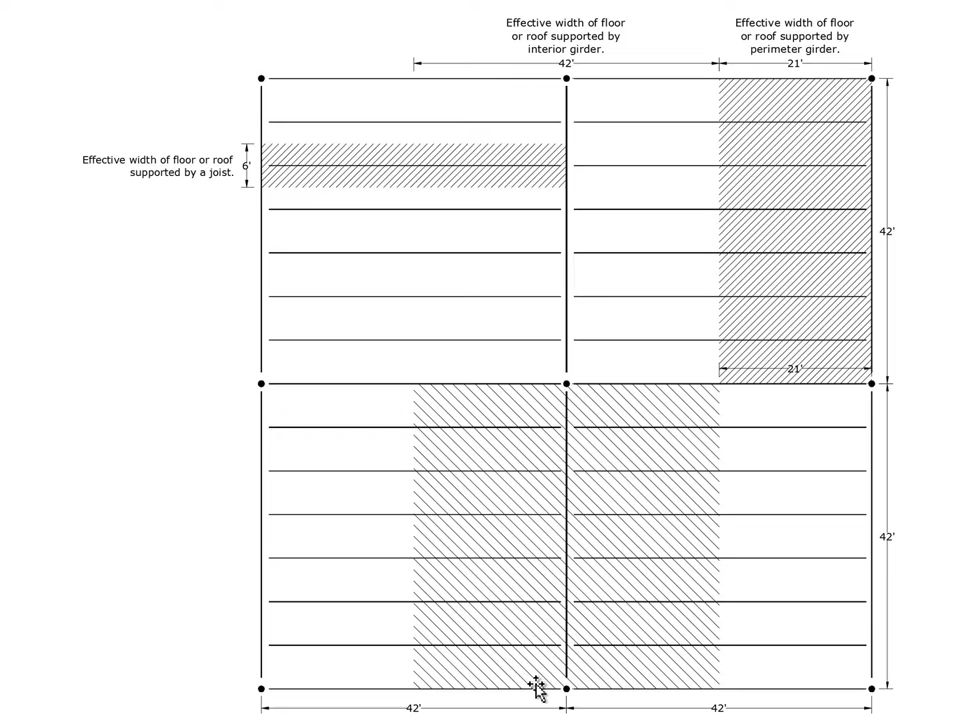 Effective width of floor
or roof supported by
interior girder.
Effective width of floor
or roof supported by
perimeter girder.
42'
21'
Effective width of floor or roof
supported by a joist.
6'
42'
21'
42'
42'
42'